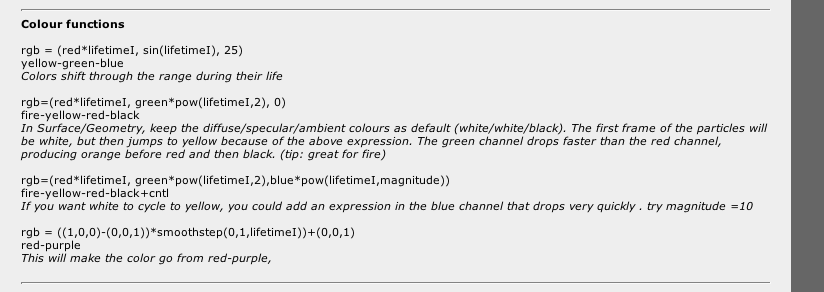 Colour functions
rgb = (red*lifetimeI, sin(lifetimeI), 25)
yellow-green-blue
Colors shift through the range during their life
rgb=(red*lifetimeI, green*pow(lifetimeI,2), 0)
fire-yellow-red-black
In Surface/Geometry, keep the diffuse/specular/ambient colours as default (white/white/black). The first frame of the particles will
be white, but then jumps to yellow because of the above expression. The green channel drops faster than the red channel,
producing orange before red and then black. (tip: great for fire)
rgb=(red*lifetimeI, green*pow(lifetimeI,2),blue*pow(lifetimeI,magnitude))
fire-yellow-red-black+cntl
If you want white to cycle to yellow, you could add an expression in the blue channel that drops very quickly . try magnitude =10
rgb = ((1,0,0)-(0,0,1))*smoothstep(0,1,lifetimeI))+(0,0,1)
red-purple
This will make the color go from red-purple,